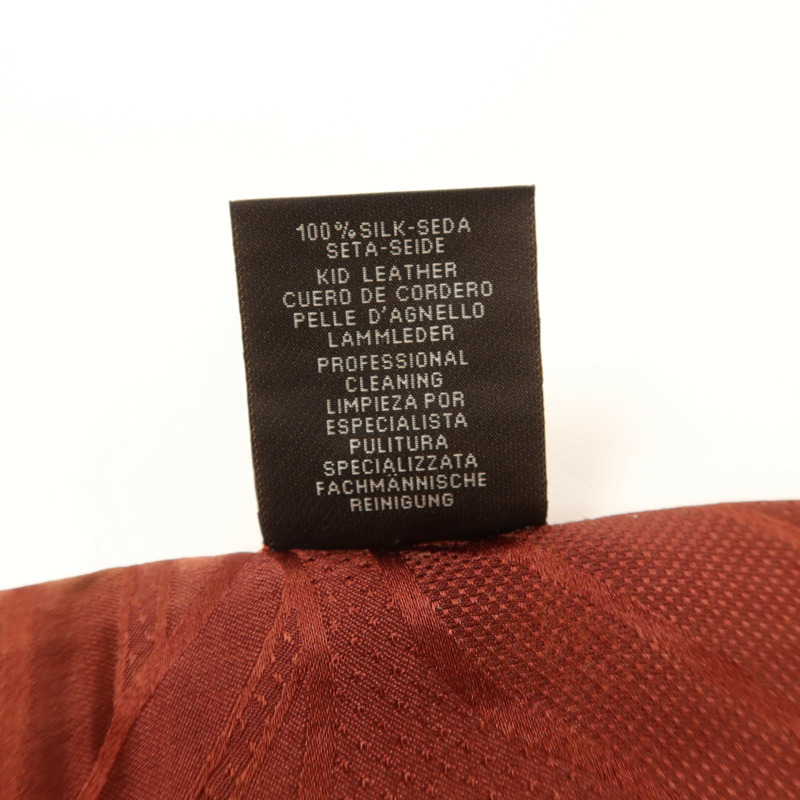 100%SILK-SEDA
SETA-SEIDE
KID LEATHER
CUERO DE CORDERO
PELLE D'AGNELLO
LAMMLEDER
PROFESSIONAL
CLEANING
LIMPIEZA POR
ESPECIALISTA
PULITURA
SPECIALIZZATA
FACHMÄNNISCHE
REINIGUNG